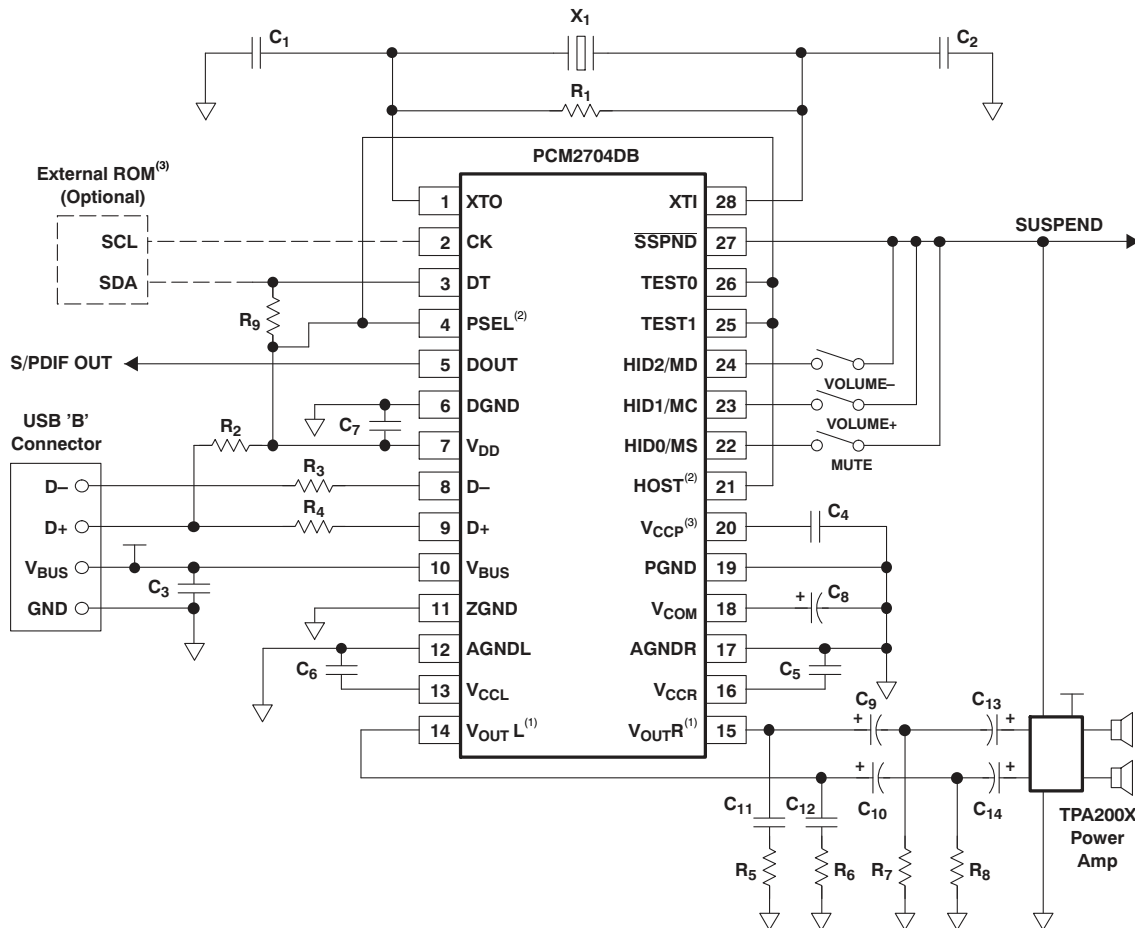 X1
C1
C2
R1
PCM2704DB
External ROM(3)
(Optional)
SCL
SDA
R9
S/PDIF OUT
USB 'B'
Connector
D–
D+
VBUS
GND
R2
R3
R4
C7
C3
C6
1 XTO
2 CK
3 DT
4 PSEL(2)
5 DOUT
6 DGND
7 VDD
8 D–
9 D+
10 VBUS
11 ZGND
12 AGNDL
13 VCCL
14 VOUT L(1)
XTI 28
SSPND 27
TEST0 26
TEST1 25
HID2/MD 24
HID1/MC 23
HID0/MS 22
HOST(2) 21
VCCP(3) 20
PGND 19
VCOM 18
AGNDR 17
VCCR 16
VOUTR(1) 15
SUSPEND
VOLUME–
VOLUME+
MUTE
C4
+ C8
C5
+ C9
C13 +
+ C10
C14 +
C11
C12
R5
R6
R7
R8
TPA200X
Power
Amp